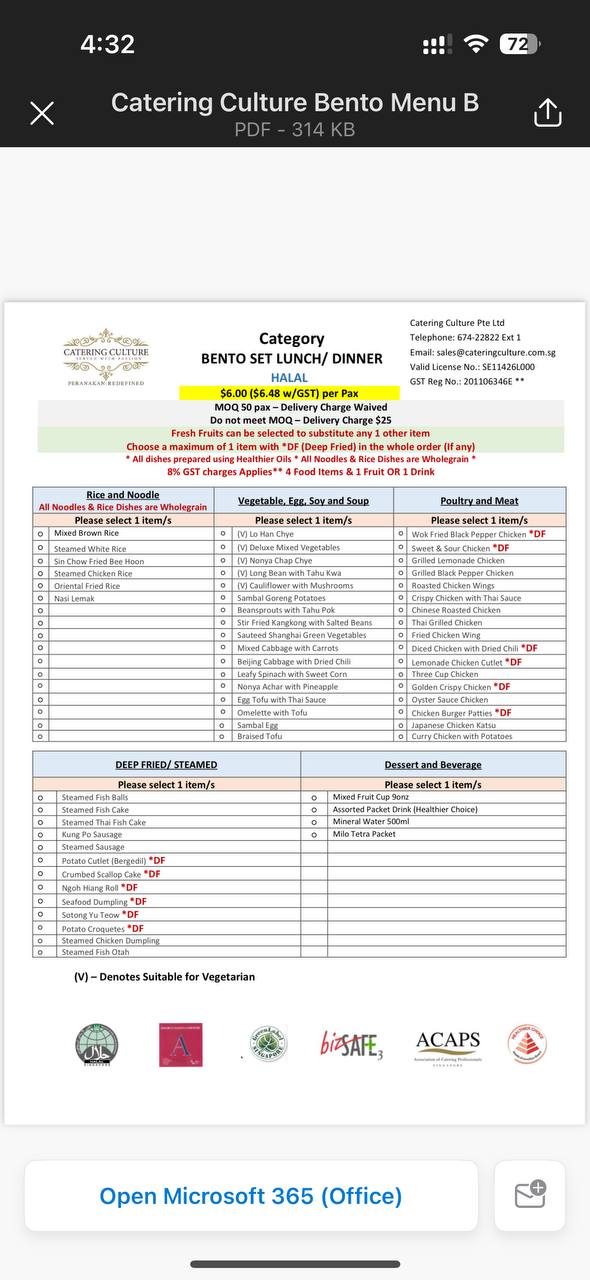 4:32
72
Catering Culture Bento Menu B
PDF - 314 KB
CATERING CULTURE
SERVED WITH PASSION
PERANAKAN REDEFINED
Category
BENTO SET LUNCH/ DINNER
HALAL
$6.00 ($6.48 w/GST) per Pax
Catering Culture Pte Ltd
Telephone: 674-22822 Ext 1
Email: sales@cateringculture.com.sg
Valid License No.: SE11426L000
GST Reg No.: 201106346E **
MOQ 50 pax – Delivery Charge Waived
Do not meet MOQ – Delivery Charge $25
Fresh Fruits can be selected to substitute any 1 other item
Choose a maximum of 1 item with *DF (Deep Fried) in the whole order (If any)
* All dishes prepared using Healthier Oils * All Noodles & Rice Dishes are Wholegrain *
8% GST charges Applies** 4 Food Items & 1 Fruit OR 1 Drink
Rice and Noodle
All Noodles & Rice Dishes are Wholegrain
Please select 1 item/s
Mixed Brown Rice
Steamed White Rice
Sin Chow Fried Bee Hoon
Steamed Chicken Rice
Oriental Fried Rice
Nasi Lemak
Vegetable, Egg, Soy and Soup
Please select 1 item/s
(V) Lo Han Chye
(V) Deluxe Mixed Vegetables
(V) Nonya Chap Chye
(V) Long Bean with Tahu Kwa
(V) Cauliflower with Mushrooms
Sambal Goreng Potatoes
Beansprouts with Tahu Pok
Stir Fried Kangkong with Salted Beans
Sauteed Shanghai Green Vegetables
Mixed Cabbage with Carrots
Beijing Cabbage with Dried Chili
Leafy Spinach with Sweet Corn
Nonya Achar with Pineapple
Egg Tofu with Thai Sauce
Omelette with Tofu
Sambal Egg
Braised Tofu
Poultry and Meat
Please select 1 item/s
Wok Fried Black Pepper Chicken *DF
Sweet & Sour Chicken *DF
Grilled Lemonade Chicken
Grilled Black Pepper Chicken
Roasted Chicken Wings
Crispy Chicken with Thai Sauce
Chinese Roasted Chicken
Thai Grilled Chicken
Fried Chicken Wing
Diced Chicken with Dried Chili *DF
Lemonade Chicken Cutlet *DF
Three Cup Chicken
Golden Crispy Chicken *DF
Oyster Sauce Chicken
Chicken Burger Patties *DF
Japanese Chicken Katsu
Curry Chicken with Potatoes
DEEP FRIED/ STEAMED
Please select 1 item/s
Steamed Fish Balls
Steamed Fish Cake
Steamed Thai Fish Cake
Kung Po Sausage
Steamed Sausage
Potato Cutlet (Bergedil) *DF
Crumbed Scallop Cake *DF
Ngoh Hiang Roll *DF
Seafood Dumpling *DF
Sotong Yu Teow *DF
Potato Croquetes *DF
Steamed Chicken Dumpling
Steamed Fish Otah
Dessert and Beverage
Please select 1 item/s
Mixed Fruit Cup 9onz
Assorted Packet Drink (Healthier Choice)
Mineral Water 500ml
Milo Tetra Packet
(V) – Denotes Suitable for Vegetarian
حلال
SINGAPORE
A
GreenLabel
SINGAPORE
bizSAFE3
ACAPS
Association of Catering Professionals
SINGAPORE
HEALTHIER CHOICE
Open Microsoft 365 (Office)